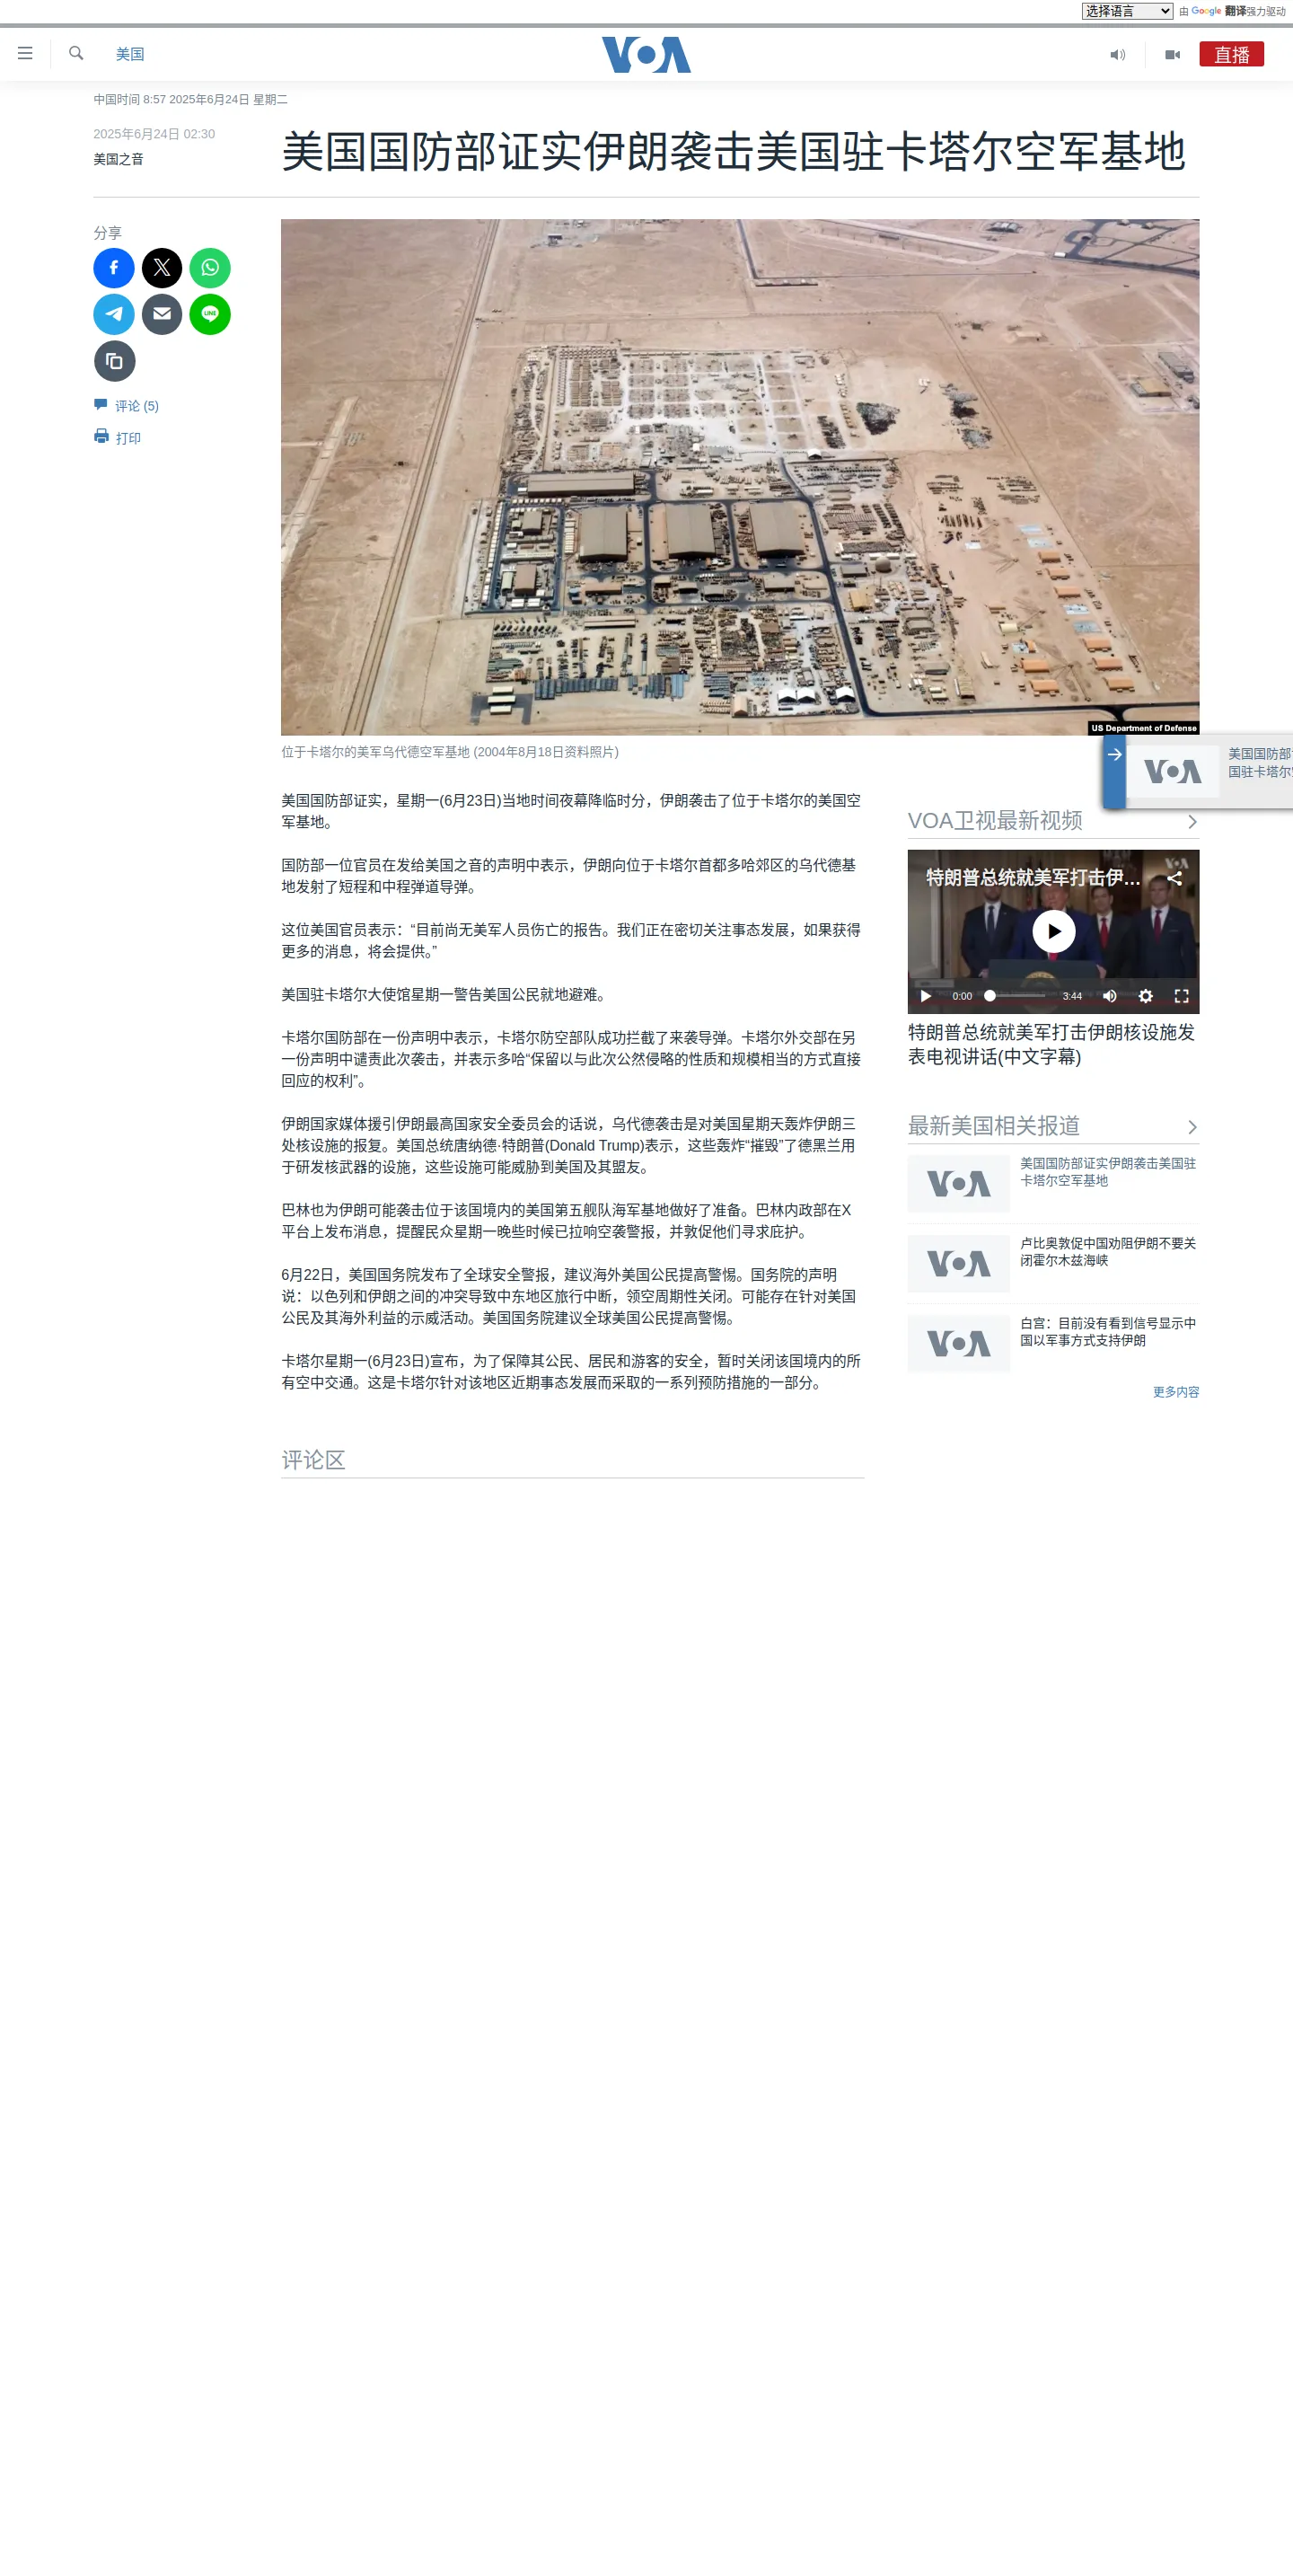 选择语言
由 Google 翻译强力驱动
美国
VOA
直播
中国时间 8:57 2025年6月24日 星期二
2025年6月24日 02:30
美国之音
美国国防部证实伊朗袭击美国驻卡塔尔空军基地
分享
LINE
评论 (5)
打印
US Department of Defense
位于卡塔尔的美军乌代德空军基地 (2004年8月18日资料照片)
VOA
美国国防部
国驻卡塔尔
美国国防部证实，星期一(6月23日)当地时间夜幕降临时分，伊朗袭击了位于卡塔尔的美国空
军基地。
国防部一位官员在发给美国之音的声明中表示，伊朗向位于卡塔尔首都多哈郊区的乌代德基
地发射了短程和中程弹道导弹。
这位美国官员表示：“目前尚无美军人员伤亡的报告。我们正在密切关注事态发展，如果获得
更多的消息，将会提供。”
美国驻卡塔尔大使馆星期一警告美国公民就地避难。
卡塔尔国防部在一份声明中表示，卡塔尔防空部队成功拦截了来袭导弹。卡塔尔外交部在另
一份声明中谴责此次袭击，并表示多哈“保留以与此次公然侵略的性质和规模相当的方式直接
回应的权利”。
伊朗国家媒体援引伊朗最高国家安全委员会的话说，乌代德袭击是对美国星期天轰炸伊朗三
处核设施的报复。美国总统唐纳德·特朗普(Donald Trump)表示，这些轰炸“摧毁”了德黑兰用
于研发核武器的设施，这些设施可能威胁到美国及其盟友。
巴林也为伊朗可能袭击位于该国境内的美国第五舰队海军基地做好了准备。巴林内政部在X
平台上发布消息，提醒民众星期一晚些时候已拉响空袭警报，并敦促他们寻求庇护。
6月22日，美国国务院发布了全球安全警报，建议海外美国公民提高警惕。国务院的声明
说：以色列和伊朗之间的冲突导致中东地区旅行中断，领空周期性关闭。可能存在针对美国
公民及其海外利益的示威活动。美国国务院建议全球美国公民提高警惕。
卡塔尔星期一(6月23日)宣布，为了保障其公民、居民和游客的安全，暂时关闭该国境内的所
有空中交通。这是卡塔尔针对该地区近期事态发展而采取的一系列预防措施的一部分。
评论区
VOA卫视最新视频
VOA
特朗普总统就美军打击伊...
0:00
3:44
特朗普总统就美军打击伊朗核设施发
表电视讲话(中文字幕)
最新美国相关报道
VOA
美国国防部证实伊朗袭击美国驻
卡塔尔空军基地
VOA
卢比奥敦促中国劝阻伊朗不要关
闭霍尔木兹海峡
VOA
白宫：目前没有看到信号显示中
国以军事方式支持伊朗
更多内容